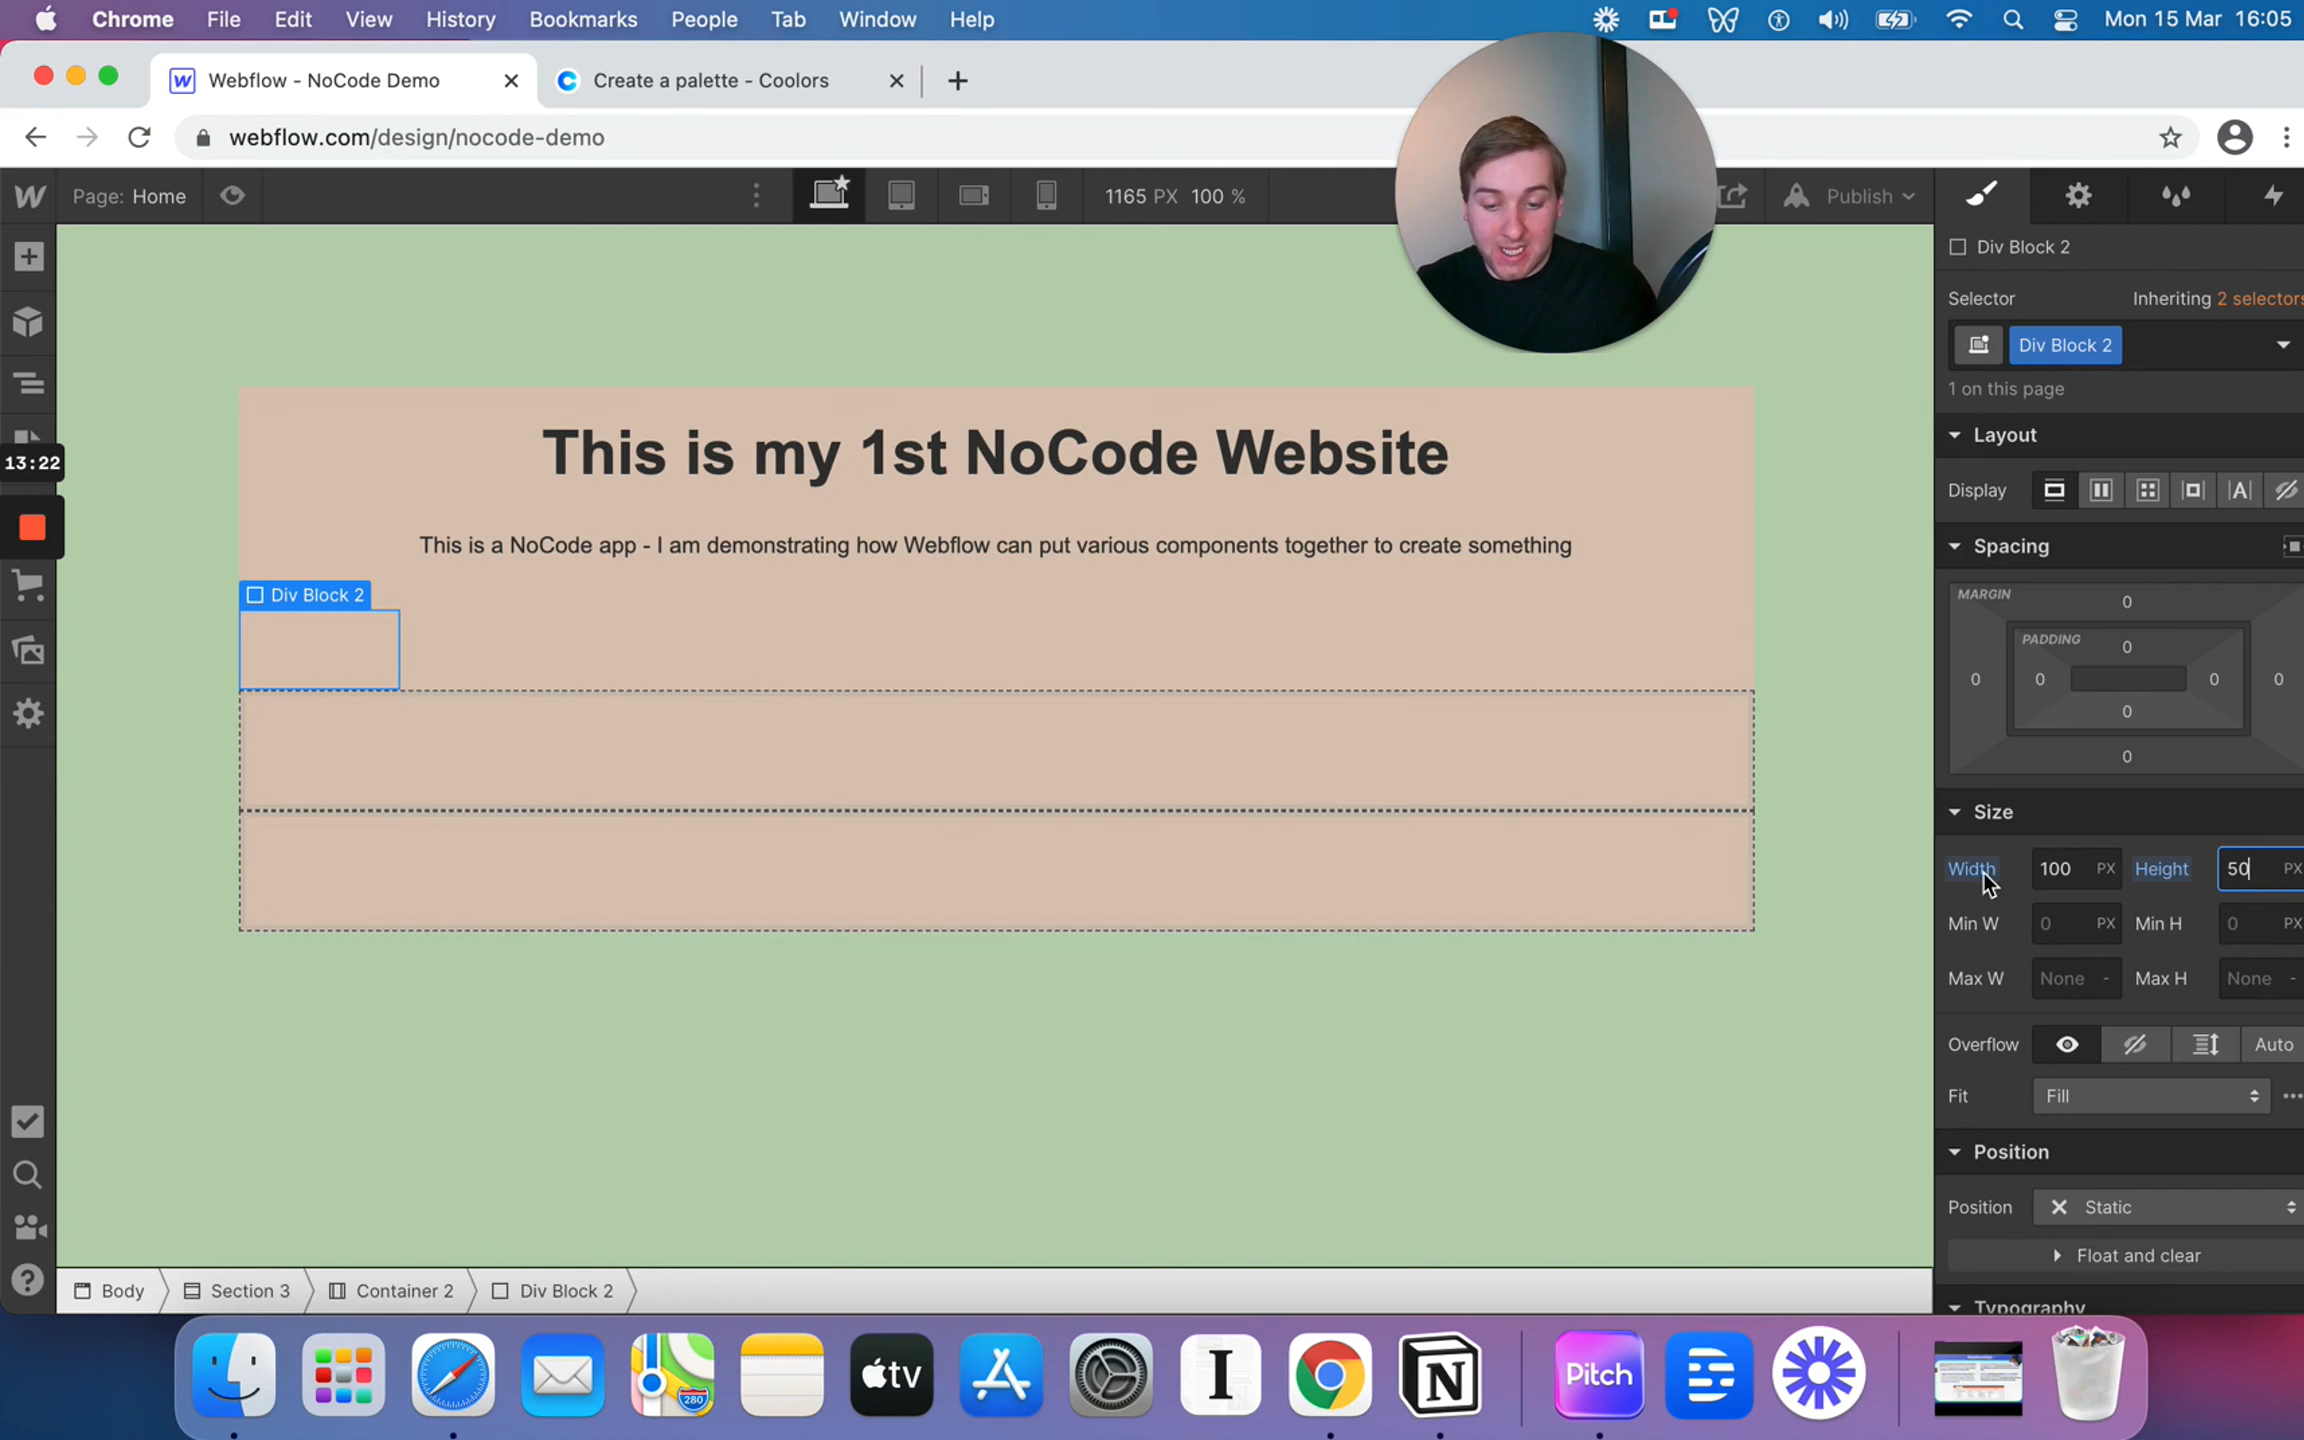 Chrome File Edit View History Bookmarks People Tab Window Help Mon 15 Mar 16:05
Webflow - NoCode Demo Create a palette - Coolors
webflow.com/design/nocode-demo
Page: Home 1165 PX 100 % Publish
Div Block 2
Selector Inheriting 2 selectors
Div Block 2
1 on this page
Layout
Display
Spacing
MARGIN
0
PADDING
0
0 0 0 0
0
0
Size
Width 100 PX Height 50 PX
Min W 0 PX Min H 0 PX
Max W None - Max H None -
Overflow Auto
Fit Fill
Position
Position Static
Float and clear
Typography
13:22
This is my 1st NoCode Website
This is a NoCode app - I am demonstrating how Webflow can put various components together to create something
Div Block 2
Body Section 3 Container 2 Div Block 2
280
tv
I
N
Pitch